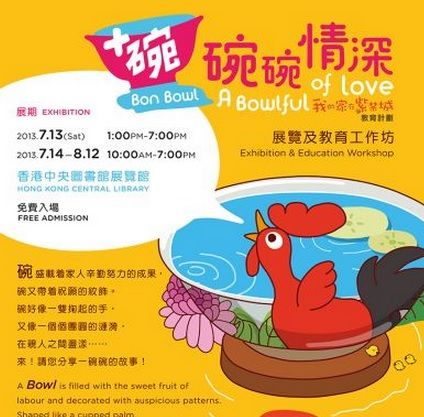 十碗
Bon Bowl
碗碗情深
A Bowlful of Love
我的家在紫禁城
教育計劃
展覽及教育工作坊
Exhibition & Education Workshop
展期 EXHIBITION
2013.7.13(Sat) 1:00PM-7:00PM
2013.7.14—8.12 10:00AM-7:00PM
香港中央圖書館展覽館
HONG KONG CENTRAL LIBRARY
免費入場
FREE ADMISSION
碗盛載着家人辛勤努力的成果,
碗又帶着祝願的紋飾。
碗好像一雙掬起的手,
又像一個個團圓的漣漪,
在親人之間盪漾……
來!請您分享一碗碗的故事!
A Bowl is filled with the sweet fruit of
labour and decorated with auspicious patterns.
Shaped like a cupped palm